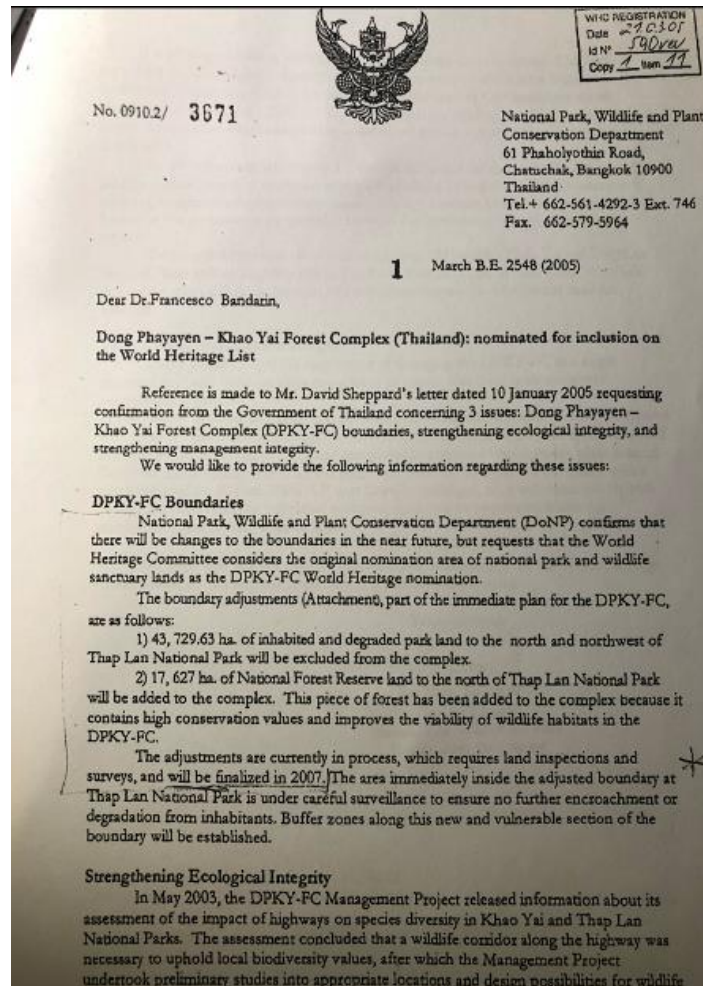 WHC REGISTRATION
Date 21.03.05
Id N° 590rev
Copy 1 Item 11
No. 0910.2/ 3671
National Park, Wildlife and Plant
Conservation Department
61 Phaholyothin Road,
Chatuchak, Bangkok 10900
Thailand
Tel.+ 662-561-4292-3 Ext. 746
Fax. 662-579-5964
1 March B.E. 2548 (2005)
Dear Dr.Francesco Bandarin,
Dong Phayayen – Khao Yai Forest Complex (Thailand): nominated for inclusion on
the World Heritage List
Reference is made to Mr. David Sheppard's letter dated 10 January 2005 requesting
confirmation from the Government of Thailand concerning 3 issues: Dong Phayayen –
Khao Yai Forest Complex (DPKY-FC) boundaries, strengthening ecological integrity, and
strengthening management integrity.
We would like to provide the following information regarding these issues:
DPKY-FC Boundaries
National Park, Wildlife and Plant Conservation Department (DoNP) confirms that
there will be changes to the boundaries in the near future, but requests that the World
Heritage Committee considers the original nomination area of national park and wildlife
sanctuary lands as the DPKY-FC World Heritage nomination.
The boundary adjustments (Attachment), part of the immediate plan for the DPKY-FC,
are as follows:
1) 43, 729.63 ha. of inhabited and degraded park land to the north and northwest of
Thap Lan National Park will be excluded from the complex.
2) 17, 627 ha. of National Forest Reserve land to the north of Thap Lan National Park
will be added to the complex. This piece of forest has been added to the complex because it
contains high conservation values and improves the viability of wildlife habitats in the
DPKY-FC.
The adjustments are currently in process, which requires land inspections and
surveys, and will be finalized in 2007. The area immediately inside the adjusted boundary at
Thap Lan National Park is under careful surveillance to ensure no further encroachment or
degradation from inhabitants. Buffer zones along this new and vulnerable section of the
boundary will be established.
Strengthening Ecological Integrity
In May 2003, the DPKY-FC Management Project released information about its
assessment of the impact of highways on species diversity in Khao Yai and Thap Lan
National Parks. The assessment concluded that a wildlife corridor along the highway was
necessary to uphold local biodiversity values, after which the Management Project
undertook preliminary studies into appropriate locations and design possibilities for wildlife